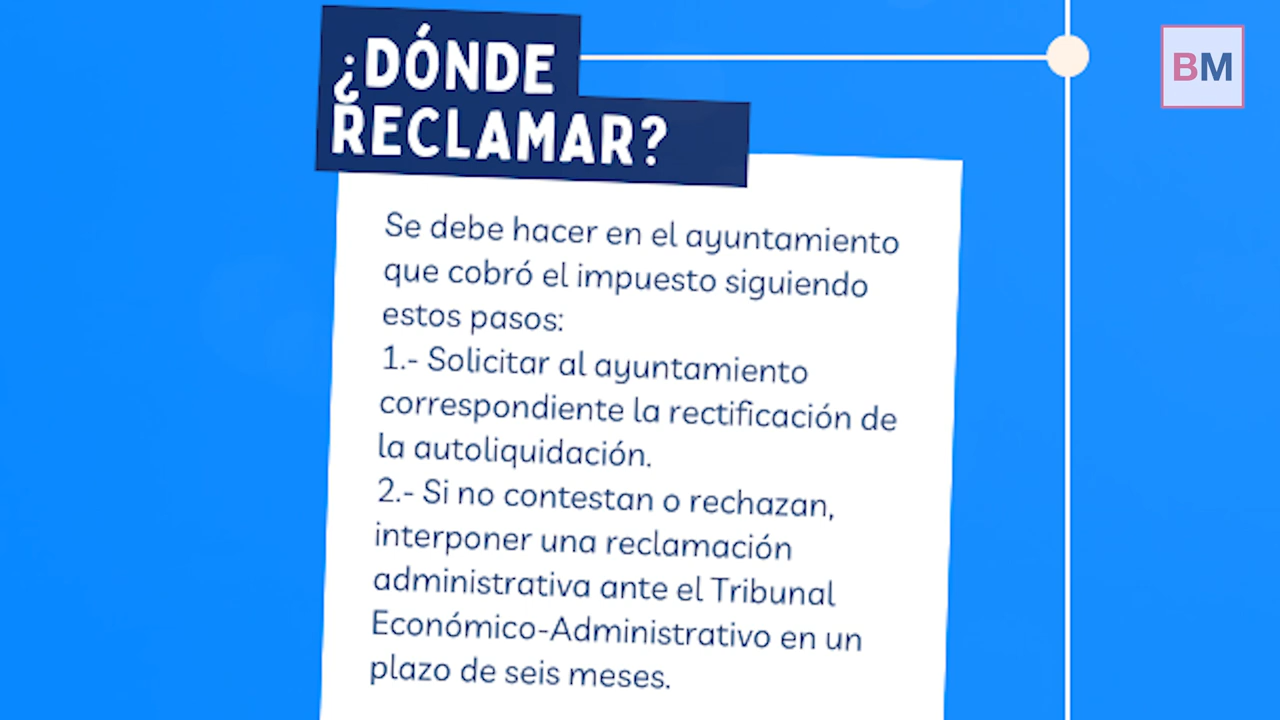 ¿DÓNDE
RECLAMAR?
BM
Se debe hacer en el ayuntamiento
que cobró el impuesto siguiendo
estos pasos:
1.- Solicitar al ayuntamiento
correspondiente la rectificación de
la autoliquidación.
2.- Si no contestan o rechazan,
interponer una reclamación
administrativa ante el Tribunal
Económico-Administrativo en un
plazo de seis meses.